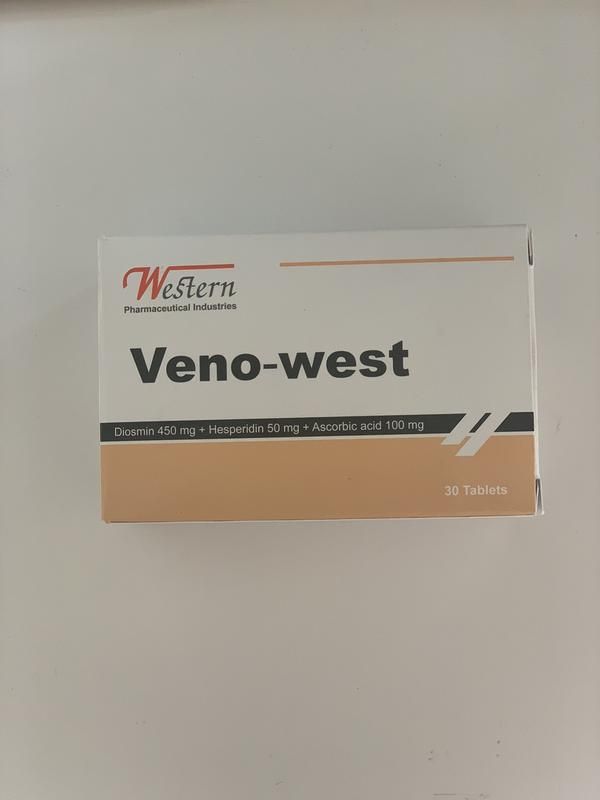 Western
Pharmaceutical Industries
Veno-west
Diosmin 450 mg + Hesperidin 50 mg + Ascorbic acid 100 mg
30 Tablets